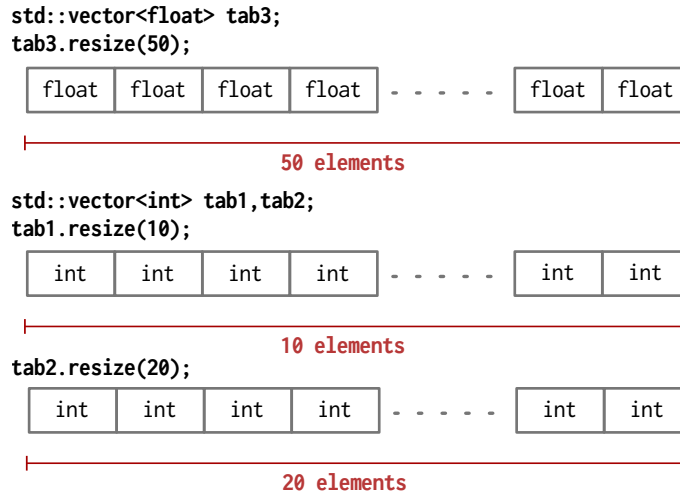 std::vector<float> tab3;
tab3.resize(50);
float float float float - - - - - float float
50 elements
std::vector<int> tab1,tab2;
tab1.resize(10);
int int int int - - - - - int int
10 elements
tab2.resize(20);
int int int int - - - - - int int
20 elements